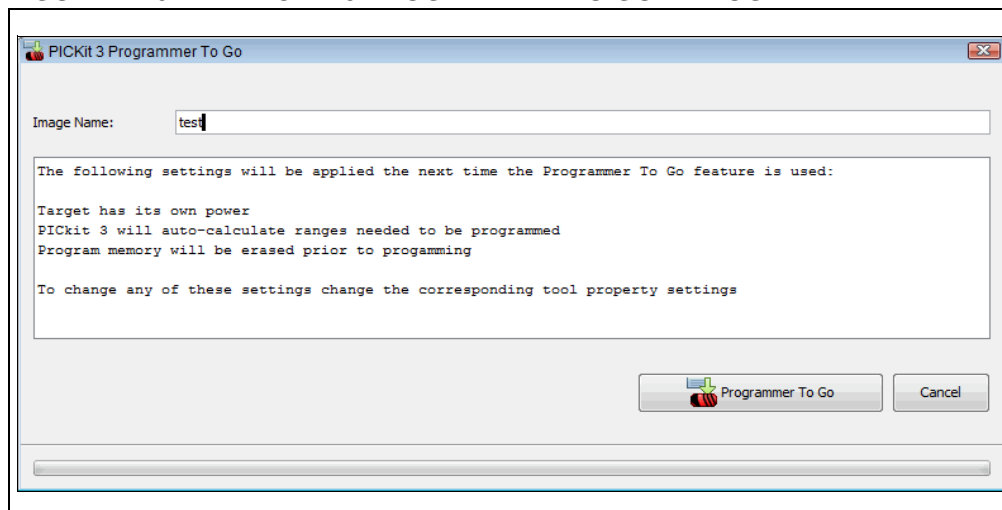 PICKit 3 Programmer To Go
Image Name: test
The following settings will be applied the next time the Programmer To Go feature is used:
Target has its own power
PICkit 3 will auto-calculate ranges needed to be programmed
Program memory will be erased prior to progamming
To change any of these settings change the corresponding tool property settings
Programmer To Go Cancel